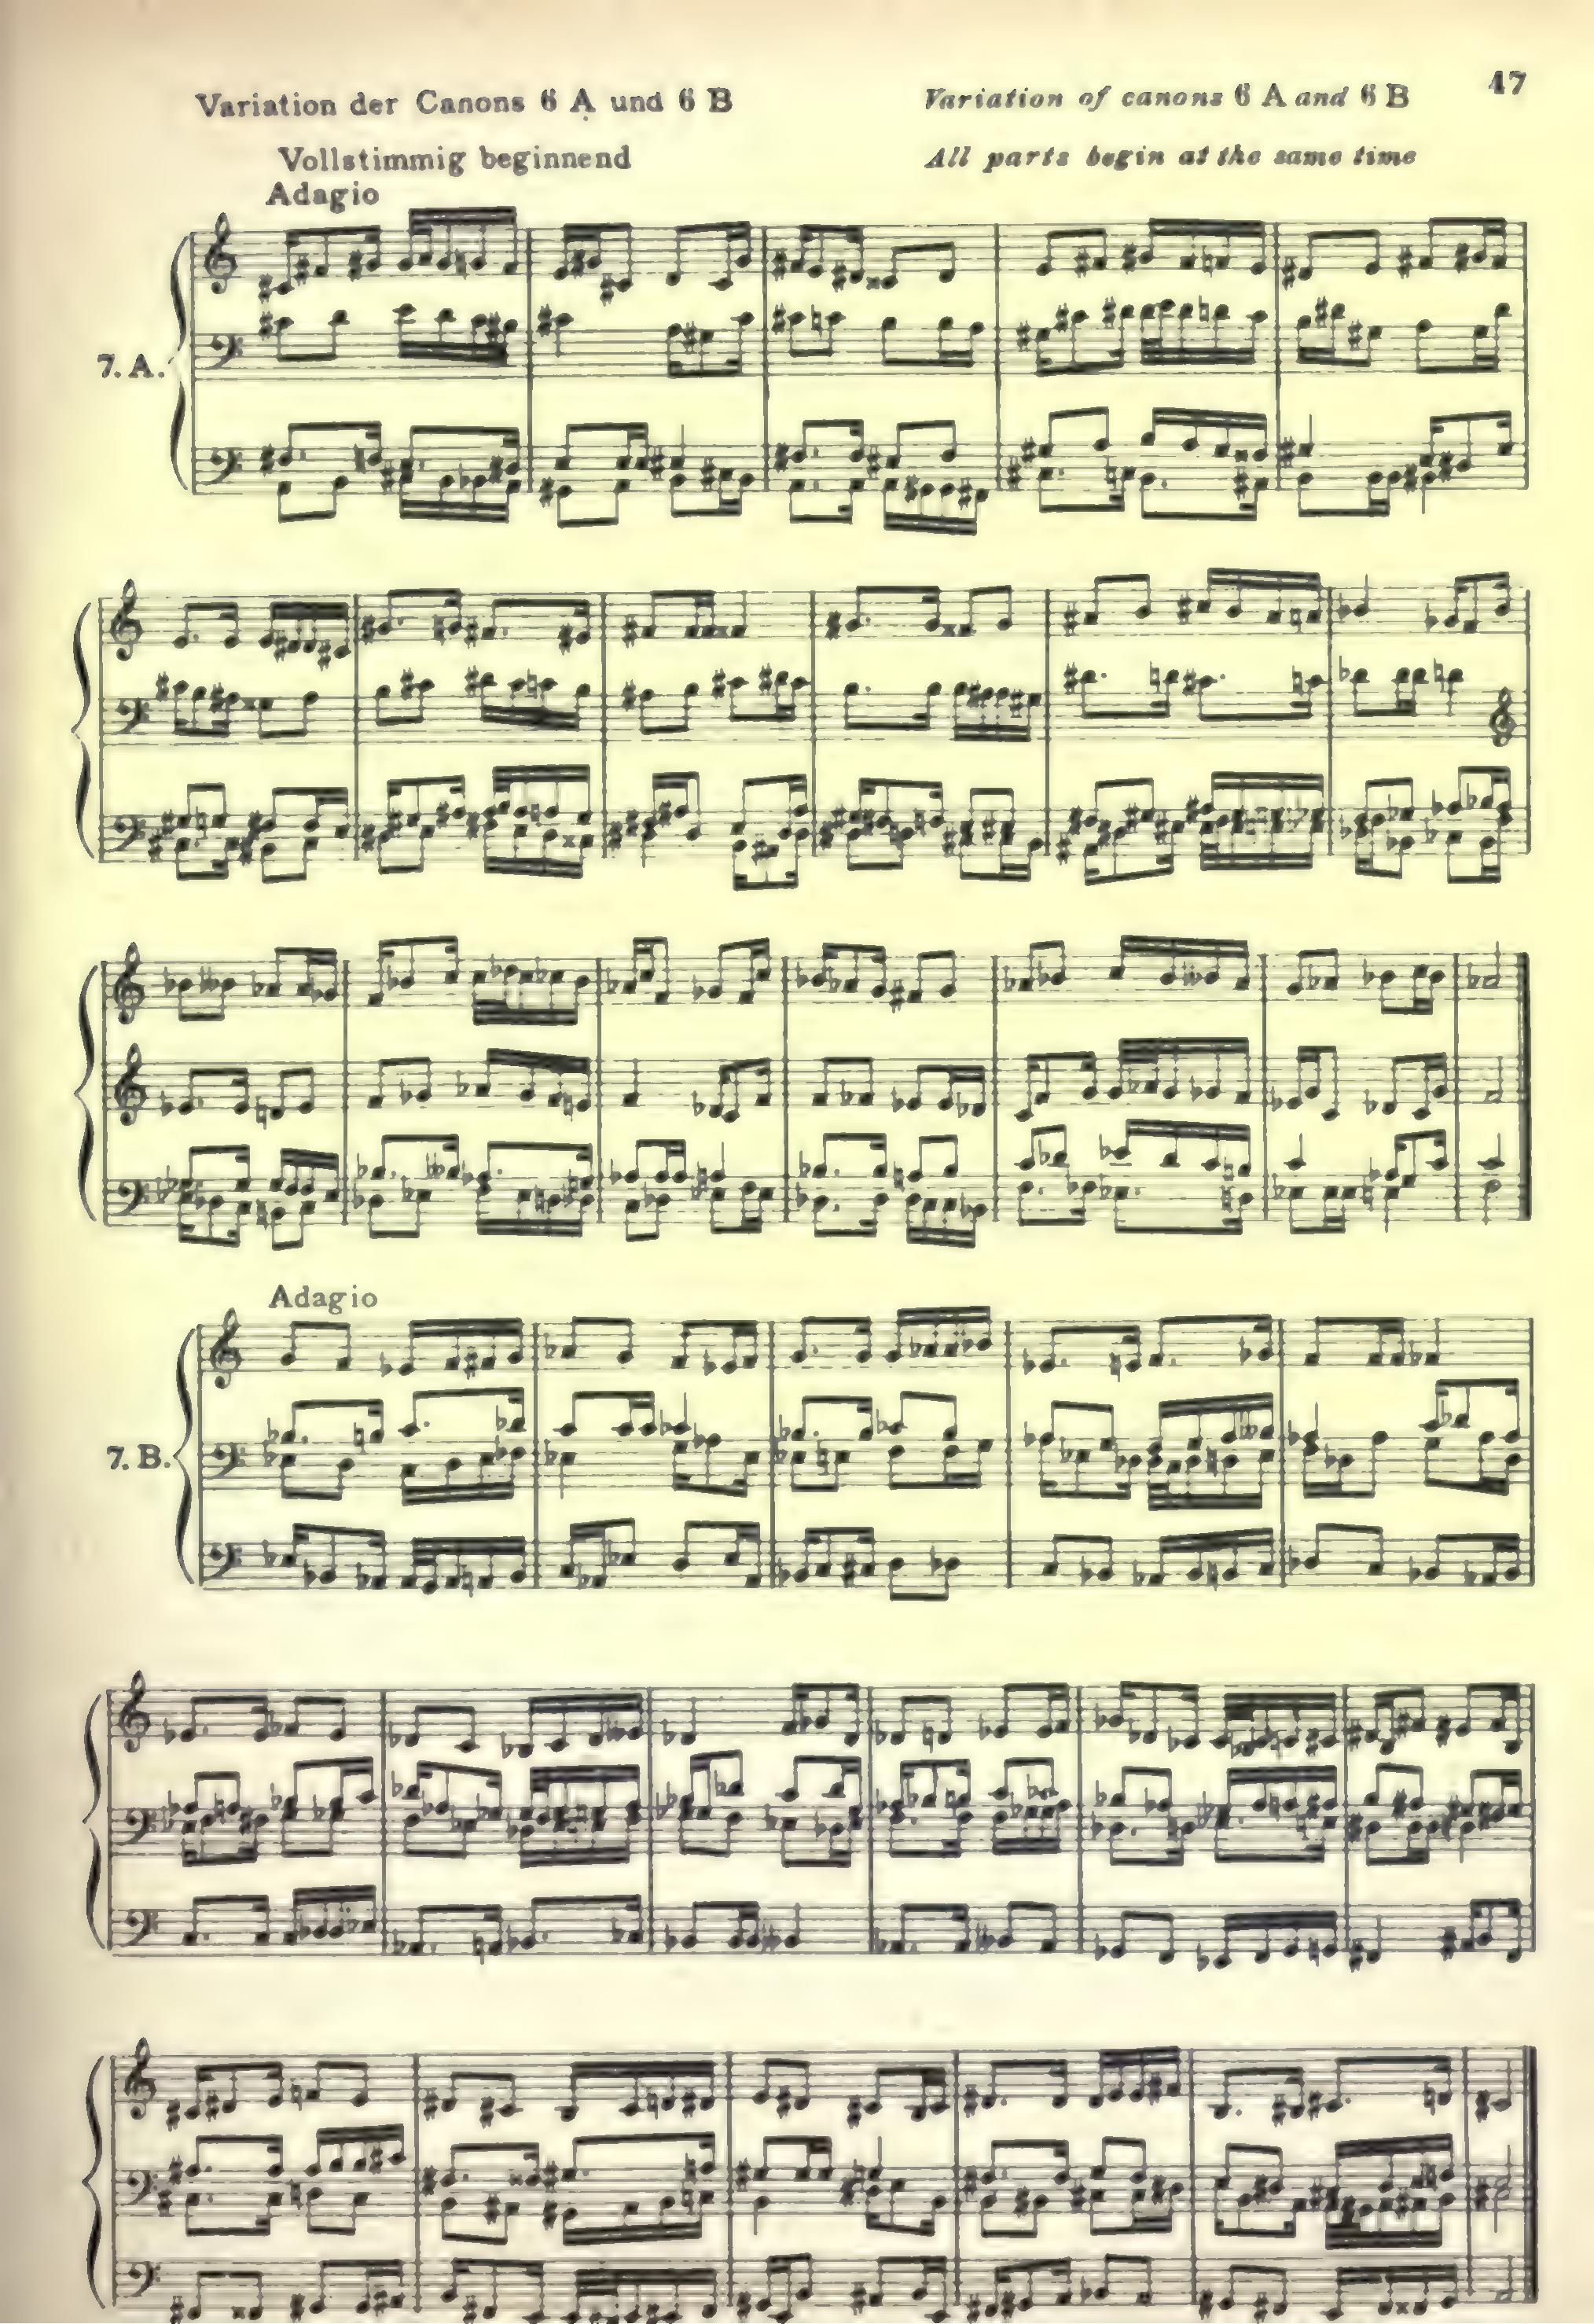 47
Variation der Canons 6 A und 6 B
Variation of canons 6 A and 6 B
Vollstimmig beginnend
All parts begin at the same time
Adagio
7. A.
Adagio
7. B.